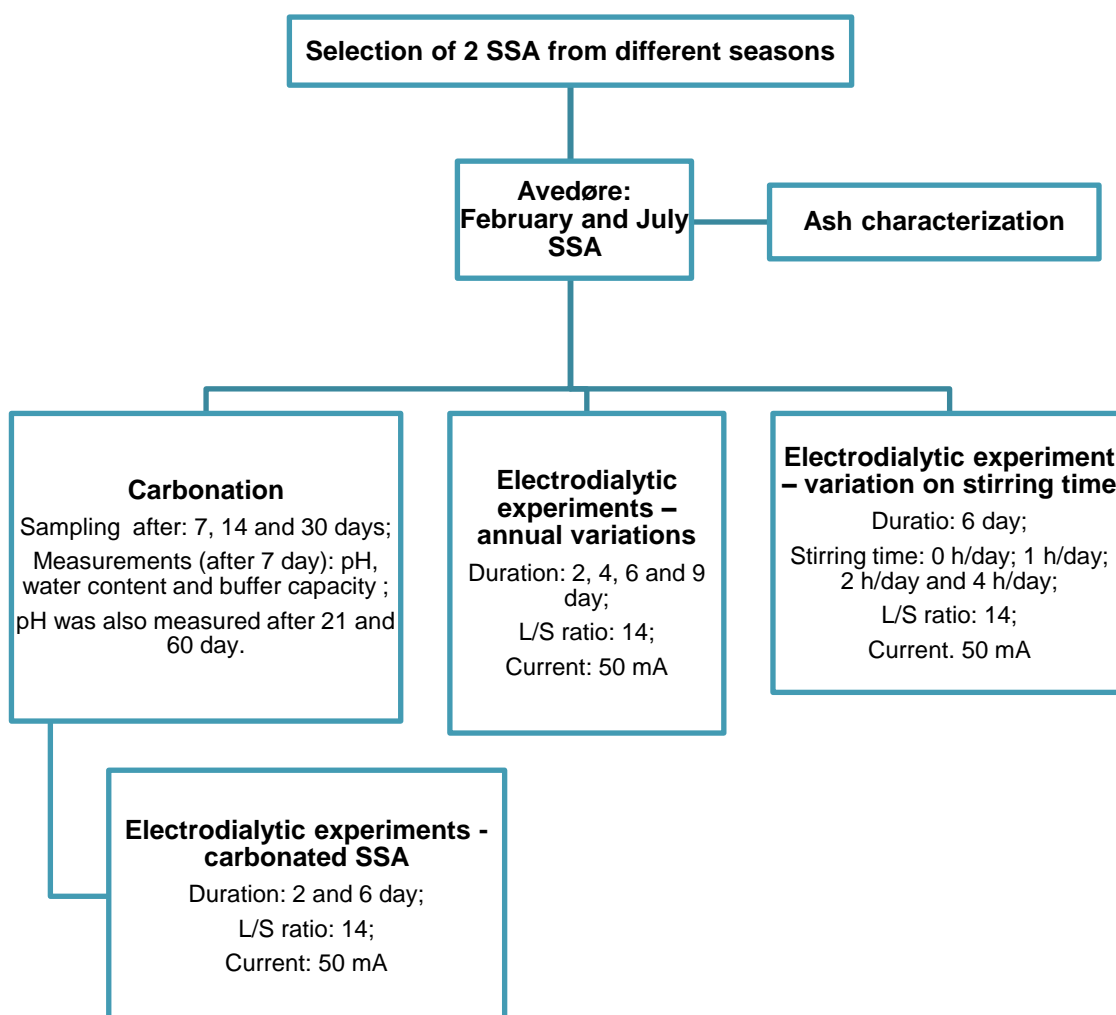 Selection of 2 SSA from different seasons
Avedøre:
February and July
SSA
Ash characterization
Carbonation
Sampling after: 7, 14 and 30 days;
Measurements (after 7 day): pH,
water content and buffer capacity ;
pH was also measured after 21 and
60 day.
Electrodialytic
experiments –
annual variations
Duration: 2, 4, 6 and 9
day;
L/S ratio: 14;
Current: 50 mA
Electrodialytic experiment
– variation on stirring time
Duratio: 6 day;
Stirring time: 0 h/day; 1 h/day;
2 h/day and 4 h/day;
L/S ratio: 14;
Current. 50 mA
Electrodialytic experiments -
carbonated SSA
Duration: 2 and 6 day;
L/S ratio: 14;
Current: 50 mA